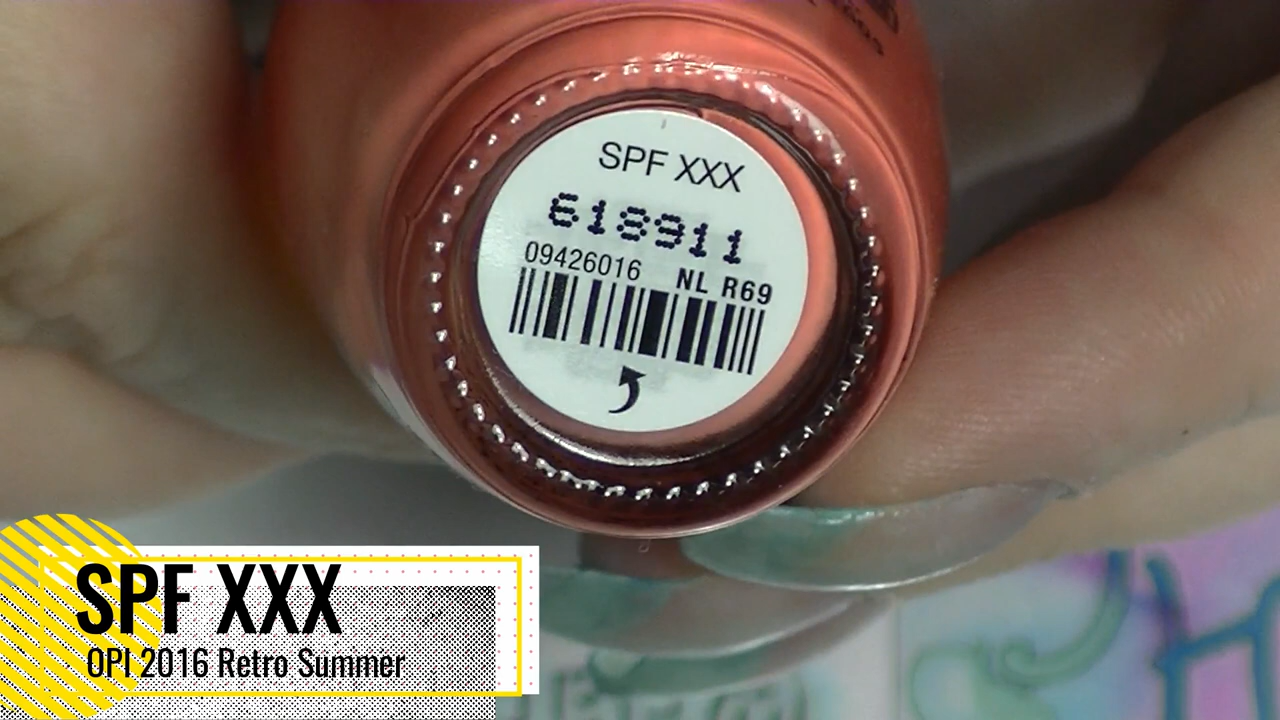 SPF XXX
618911
09426016 NL R69
SPF XXX
OPI 2016 Retro Summer